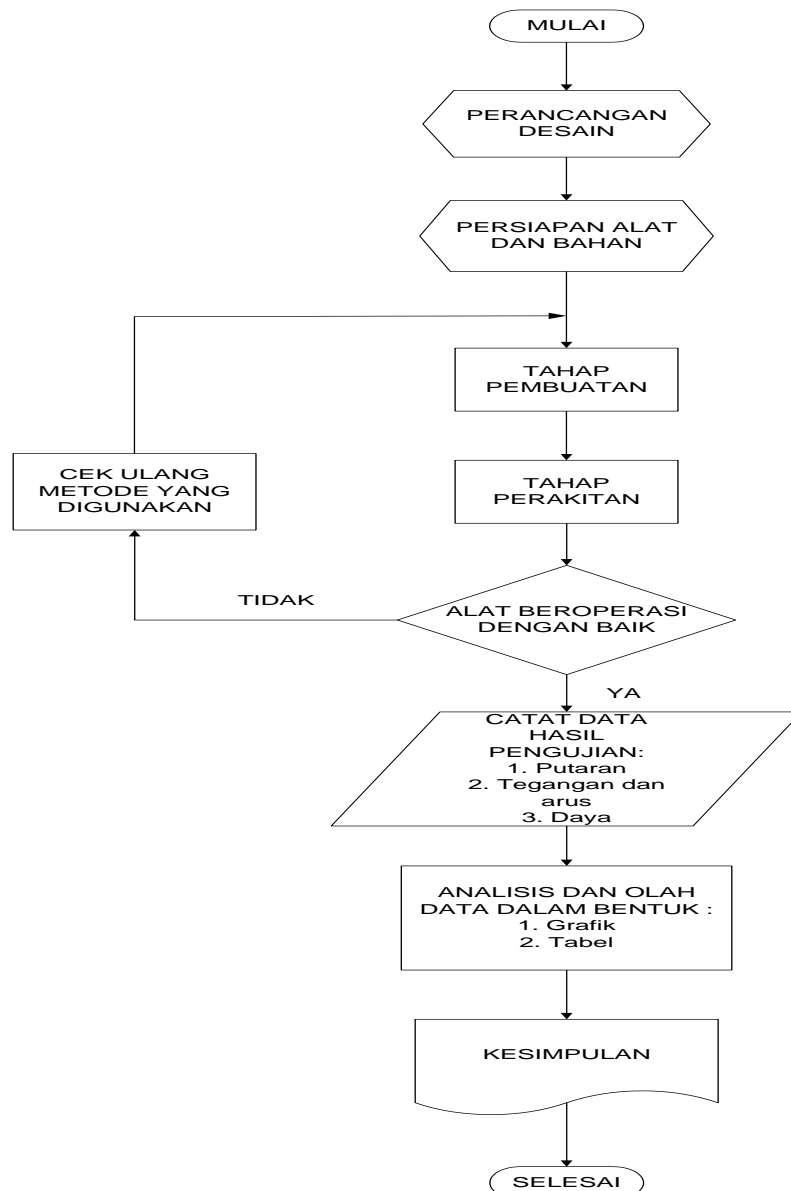 MULAI
PERANCANGAN
DESAIN
PERSIAPAN ALAT
DAN BAHAN
TAHAP
PEMBUATAN
CEK ULANG
METODE YANG
DIGUNAKAN
TAHAP
PERAKITAN
TIDAK
ALAT BEROPERASI
DENGAN BAIK
YA
CATAT DATA
HASIL
PENGUJIAN:
1. Putaran
2. Tegangan dan
arus
3. Daya
ANALISIS DAN OLAH
DATA DALAM BENTUK :
1. Grafik
2. Tabel
KESIMPULAN
SELESAI